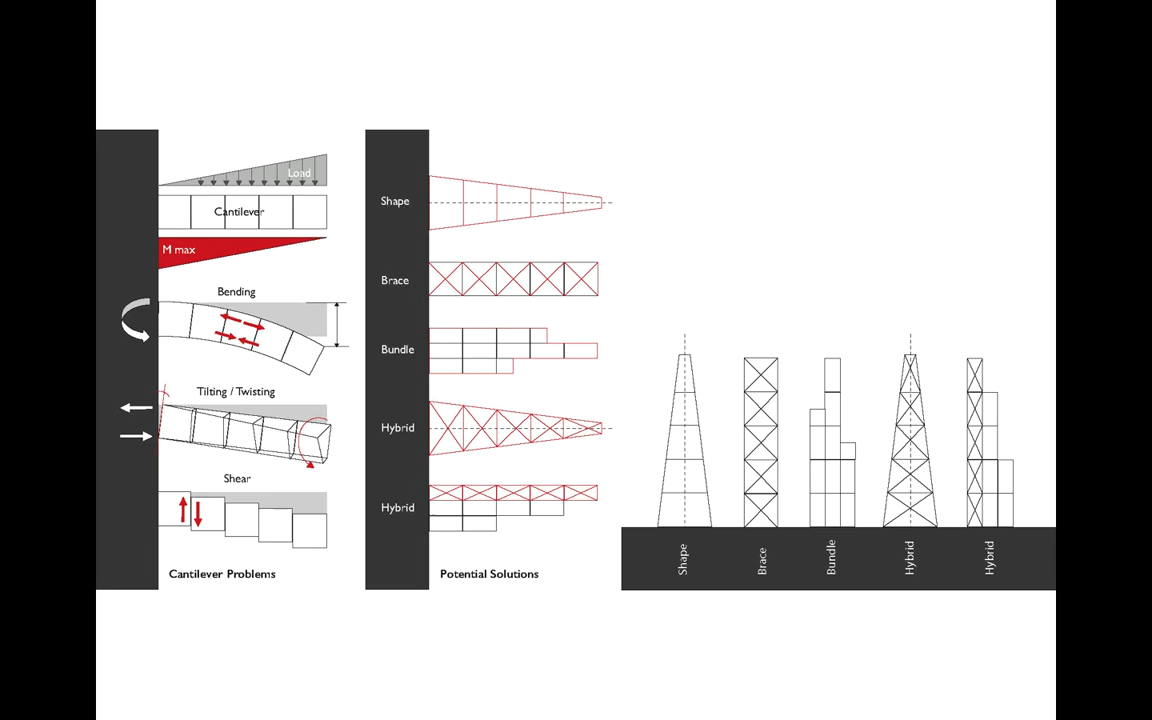 Load
Cantilever
M max
Bending
Tilting / Twisting
Shear
Cantilever Problems
Shape
Brace
Bundle
Hybrid
Hybrid
Potential Solutions
Shape
Brace
Bundle
Hybrid
Hybrid